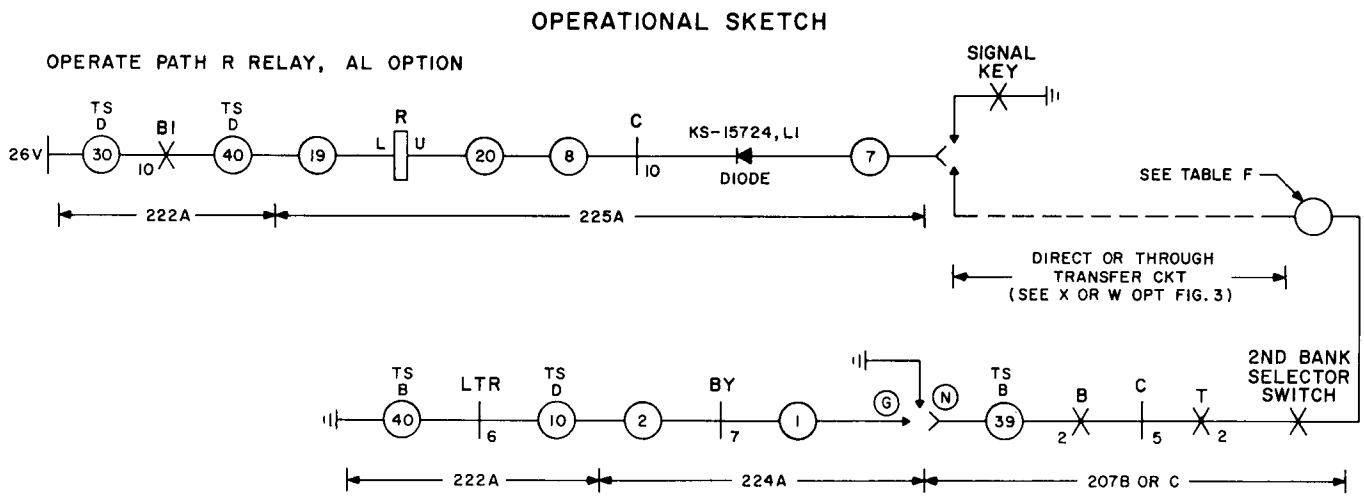 OPERATIONAL SKETCH
OPERATE PATH R RELAY, AL OPTION
SIGNAL
KEY
TS
D
BI
TS
D
R
C
KS-15724, L1
26V
30
10
40
19
L
U
20
8
10
DIODE
7
SEE TABLE F
222A
225A
DIRECT OR THROUGH
TRANSFER CKT
(SEE X OR W OPT FIG. 3)
2ND BANK
SELECTOR
SWITCH
TS
B
LTR
TS
D
BY
G
N
TS
B
B
C
T
40
6
10
2
7
1
39
2
5
2
222A
224A
207B OR C